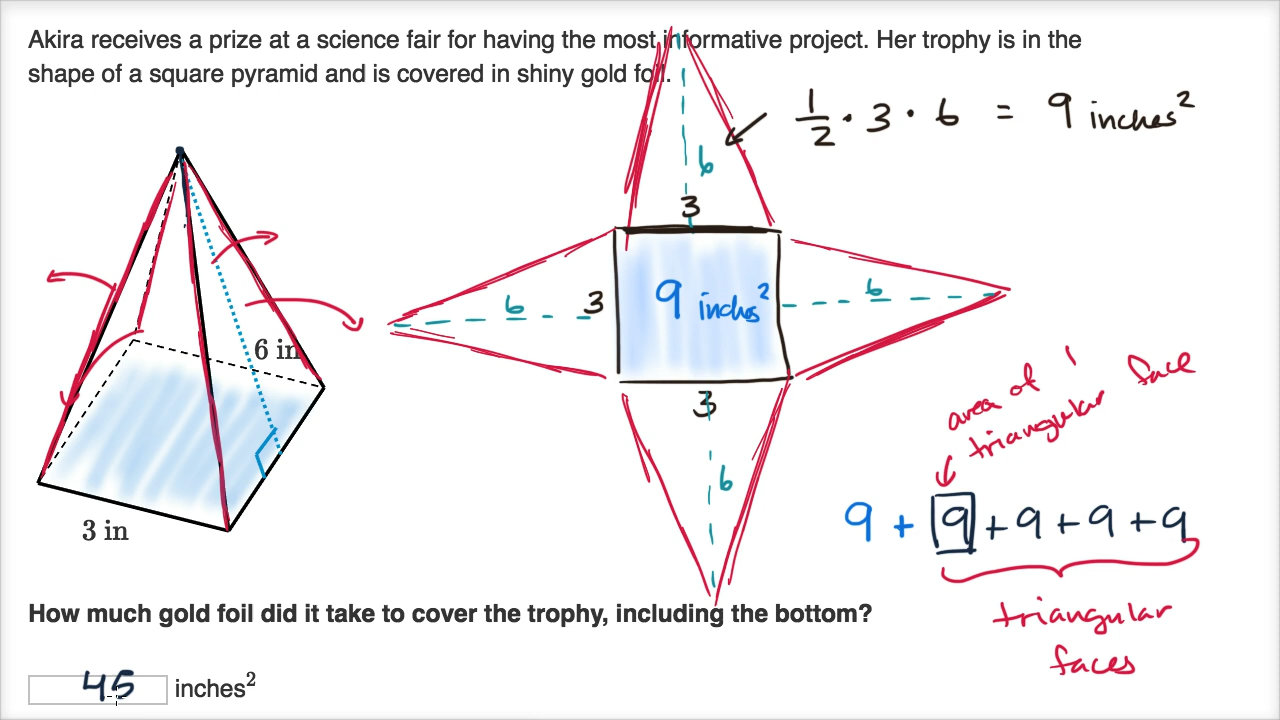 Akira receives a prize at a science fair for having the most informative project. Her trophy is in the
shape of a square pyramid and is covered in shiny gold foil.
1/2 · 3 · 6 = 9 inches²
6
3
6
3
9 inches²
6
6 in
3
6
area of 1
triangular face
3 in
9 + 9 + 9 + 9 + 9
triangular
faces
How much gold foil did it take to cover the trophy, including the bottom?
45 inches²